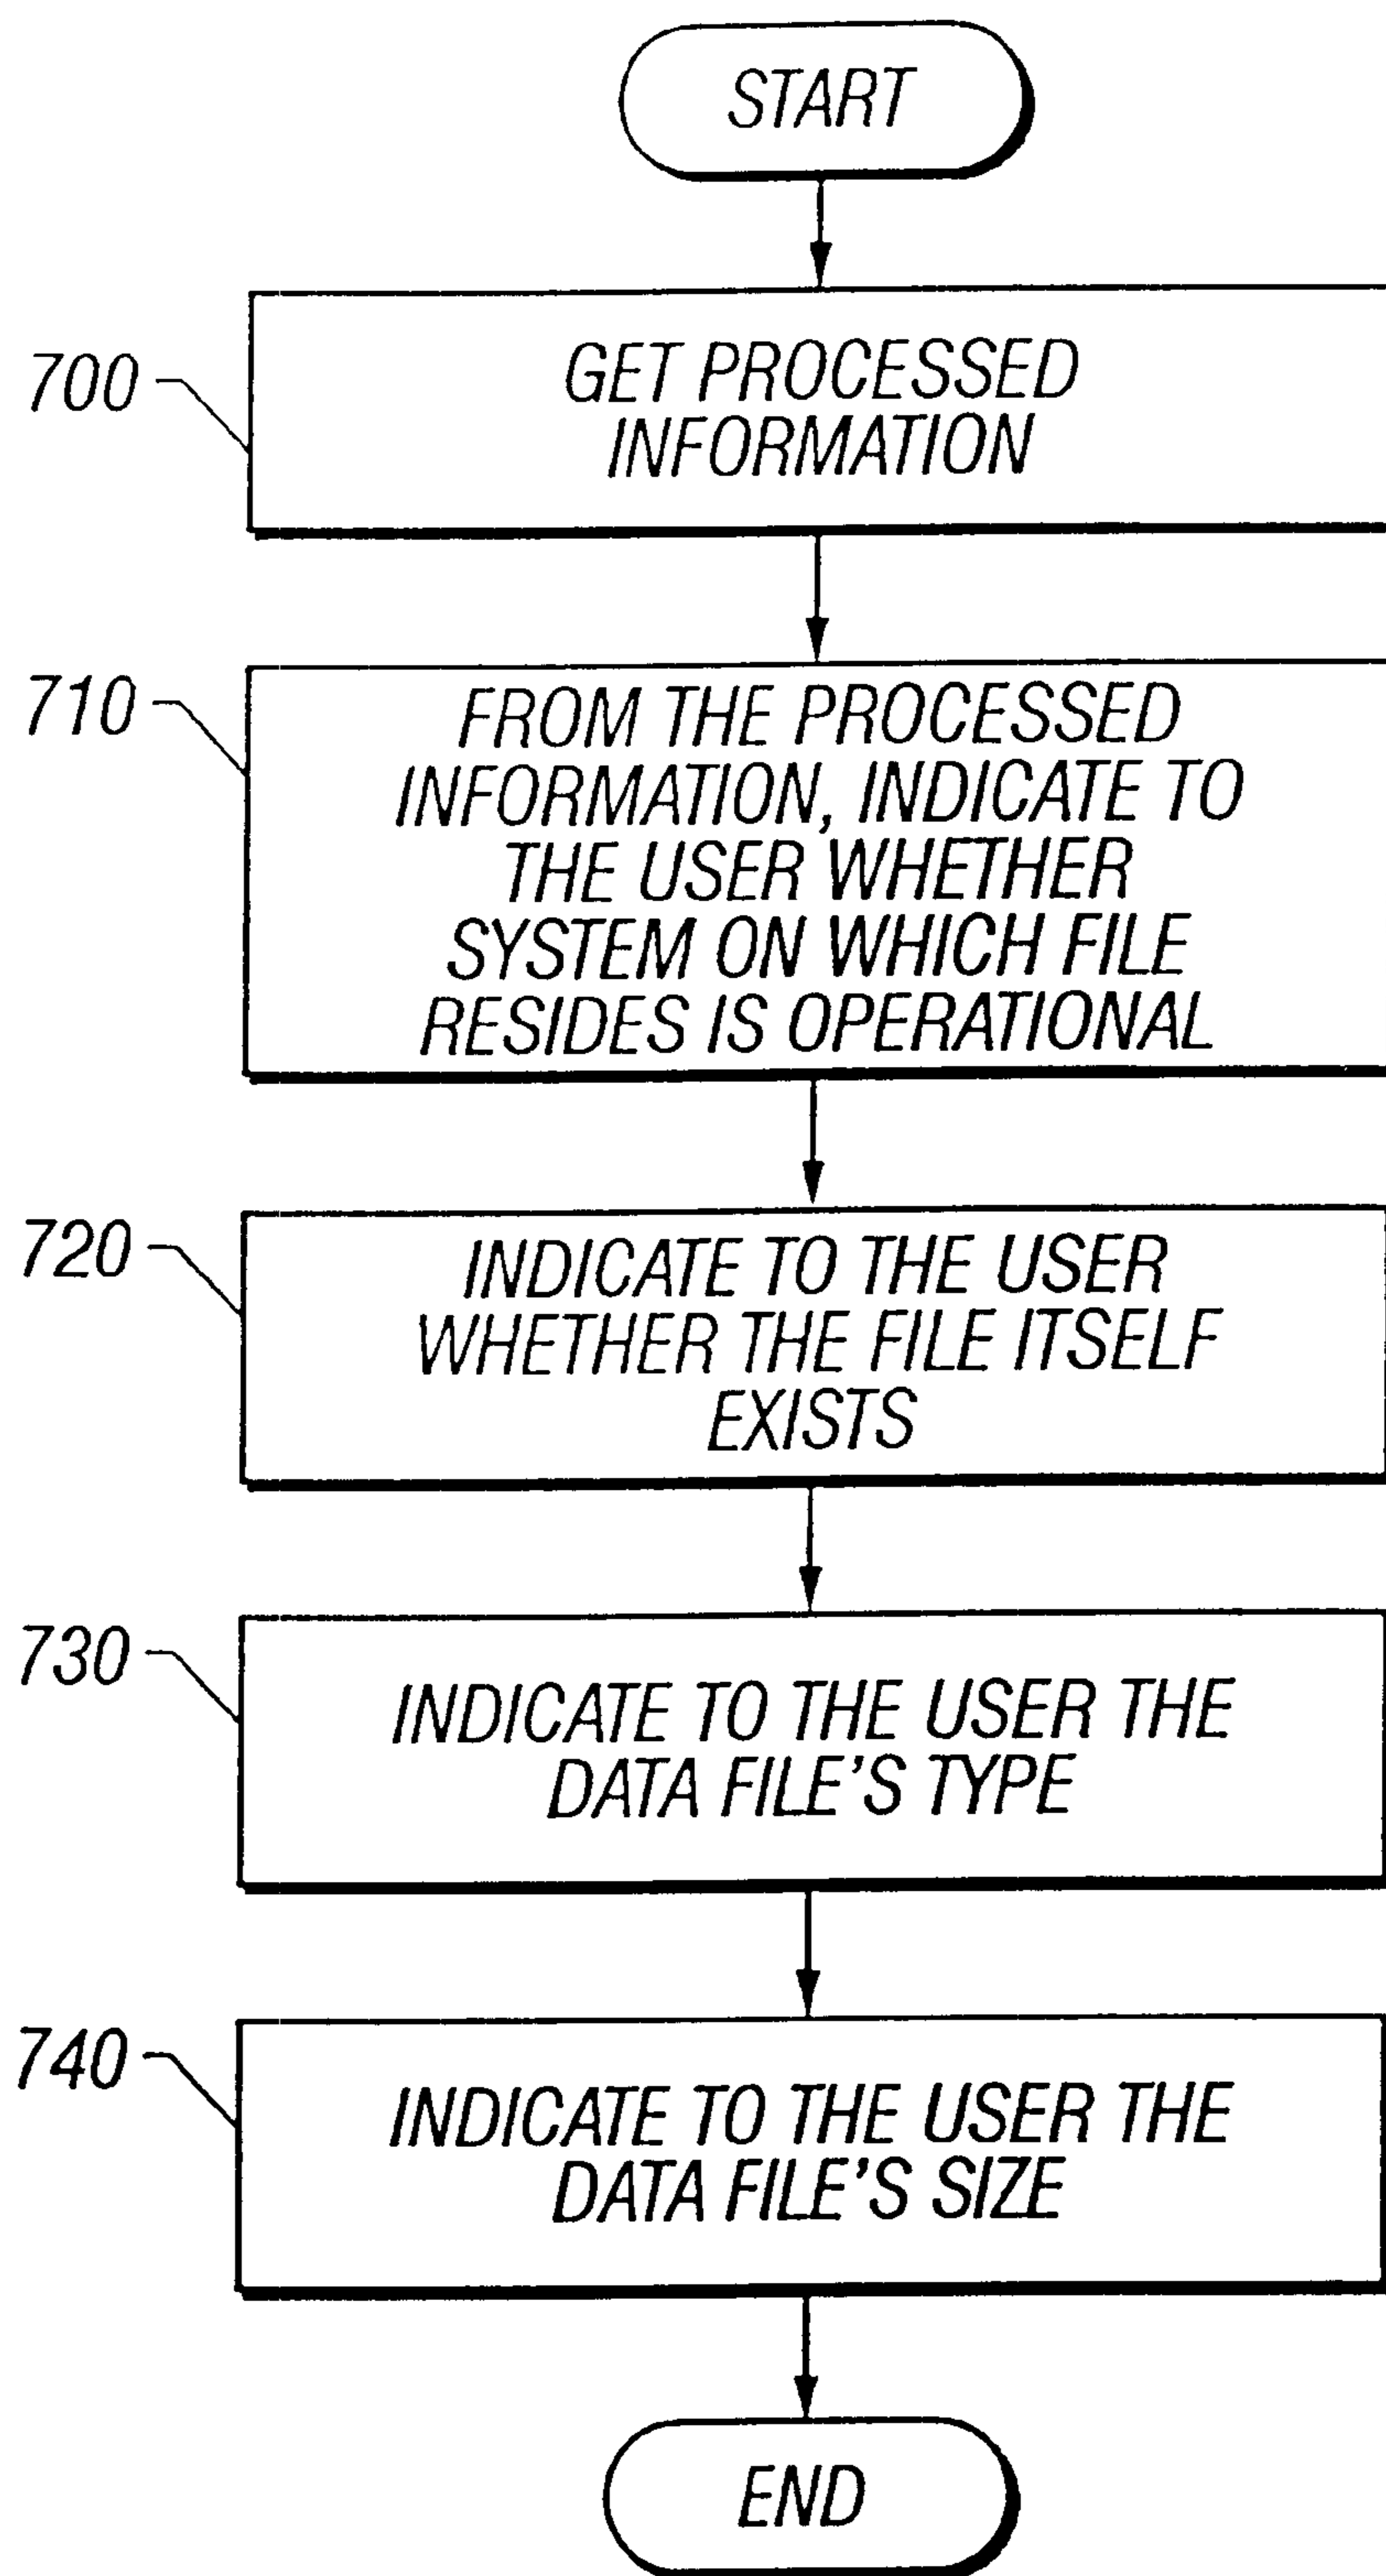 START
700
GET PROCESSED
INFORMATION
710
FROM THE PROCESSED
INFORMATION, INDICATE TO
THE USER WHETHER
SYSTEM ON WHICH FILE
RESIDES IS OPERATIONAL
720
INDICATE TO THE USER
WHETHER THE FILE ITSELF
EXISTS
730
INDICATE TO THE USER THE
DATA FILE'S TYPE
740
INDICATE TO THE USER THE
DATA FILE'S SIZE
END